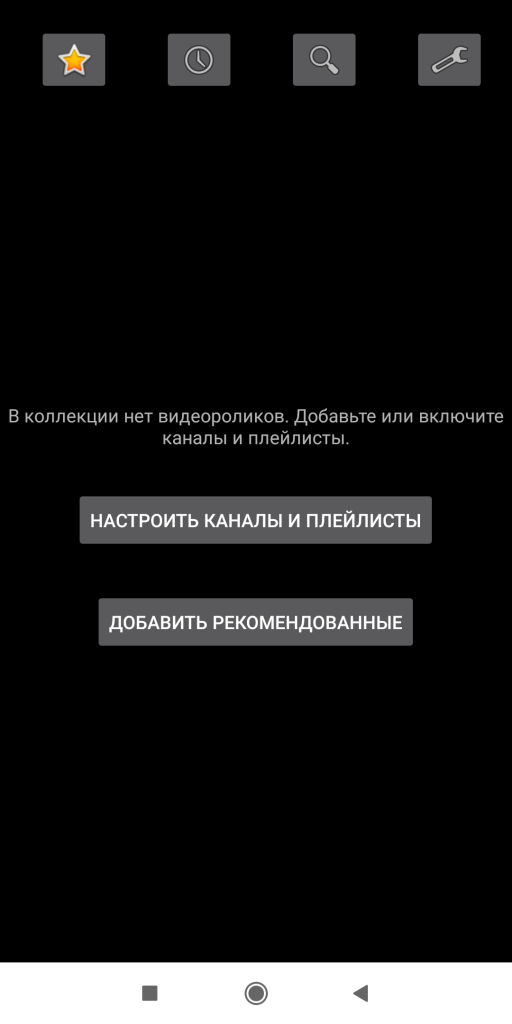 В коллекции нет видеороликов. Добавьте или включите
каналы и плейлисты.
НАСТРОИТЬ КАНАЛЫ И ПЛЕЙЛИСТЫ
ДОБАВИТЬ РЕКОМЕНДОВАННЫЕ